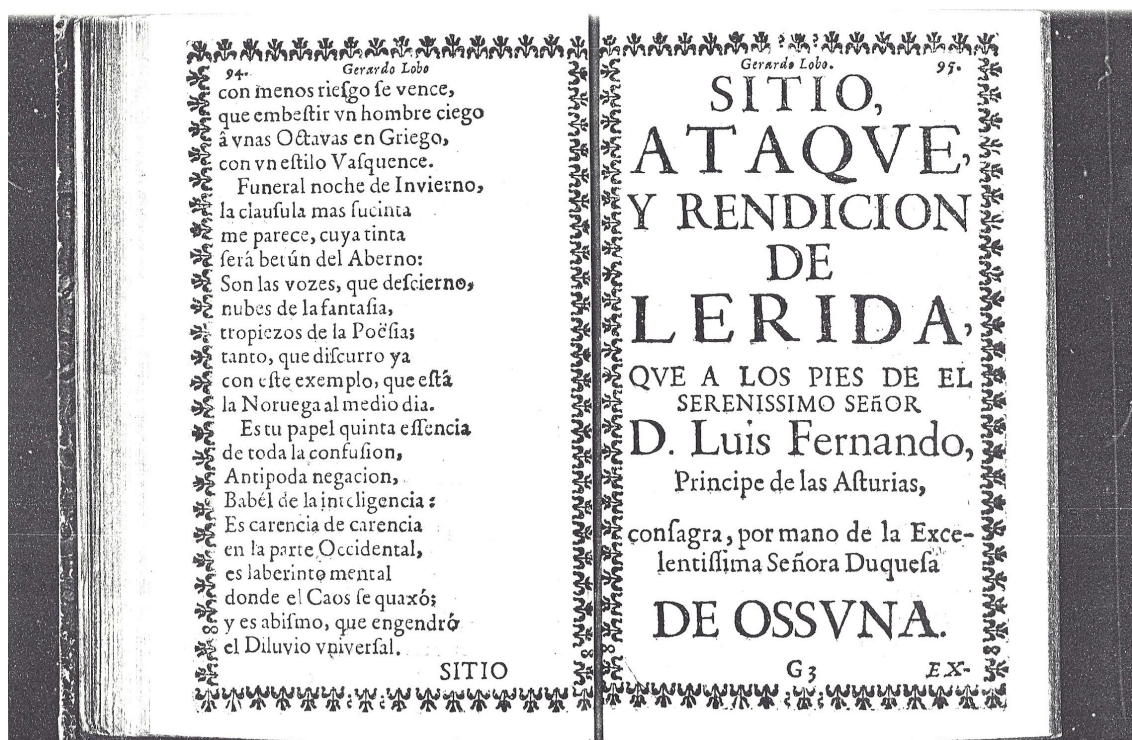 94. Gerardo Lobo
con menos rieſgo ſe vence,
que embeſtir vn hombre ciego
â vnas Octavas en Griego,
con vn eſtilo Vaſquence.
Funeral noche de Invierno,
la clauſula mas ſucinta
me parece, cuya tinta
ſerá betún del Aberno:
Son las vozes, que deſcierno,
nubes de la fantaſia,
tropiezos de la Poëſia;
tanto, que diſcurro ya
con eſte exemplo, que eſtâ
la Noruega al medio dia.
Es tu papel quinta eſſencia
de toda la confuſion,
Antipoda negacion,
Babél de la inteligencia:
Es carencia de carencia
en la parte Occidental,
es laberinto mental
donde el Caos ſe quaxó;
y es abiſmo, que engendró
el Diluvio vniverſal.
SITIO
Gerardo Lobo. 95.
SITIO,
ATAQVE,
Y RENDICION
DE
LERIDA,
QVE A LOS PIES DE EL
SERENISSIMO SEñOR
D. Luis Fernando,
Principe de las Aſturias,
conſagra, por mano de la Exce-
lentiſſima Señora Duqueſa
DE OSSVNA.
G3 EX-